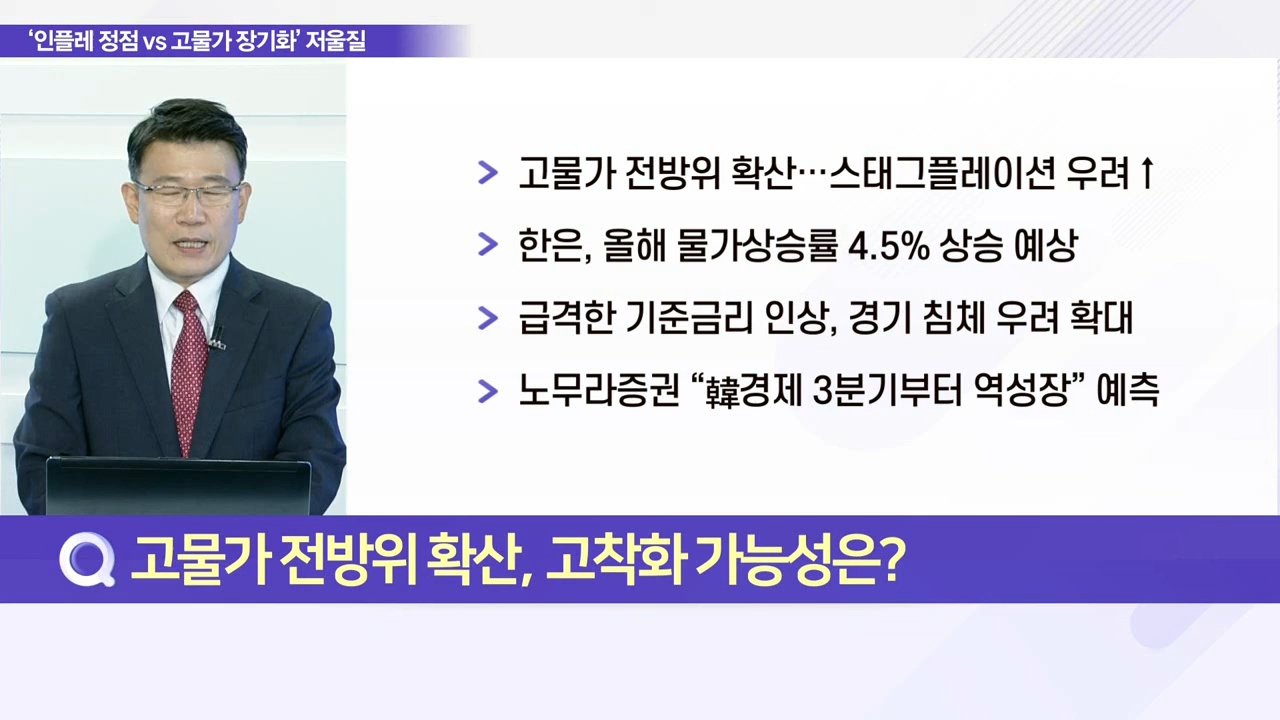 ‘인플레 정점 vs 고물가 장기화’ 저울질
고물가 전방위 확산…스태그플레이션 우려↑
한은, 올해 물가상승률 4.5% 상승 예상
급격한 기준금리 인상, 경기 침체 우려 확대
노무라증권 “韓경제 3분기부터 역성장” 예측
Q 고물가 전방위 확산, 고착화 가능성은?